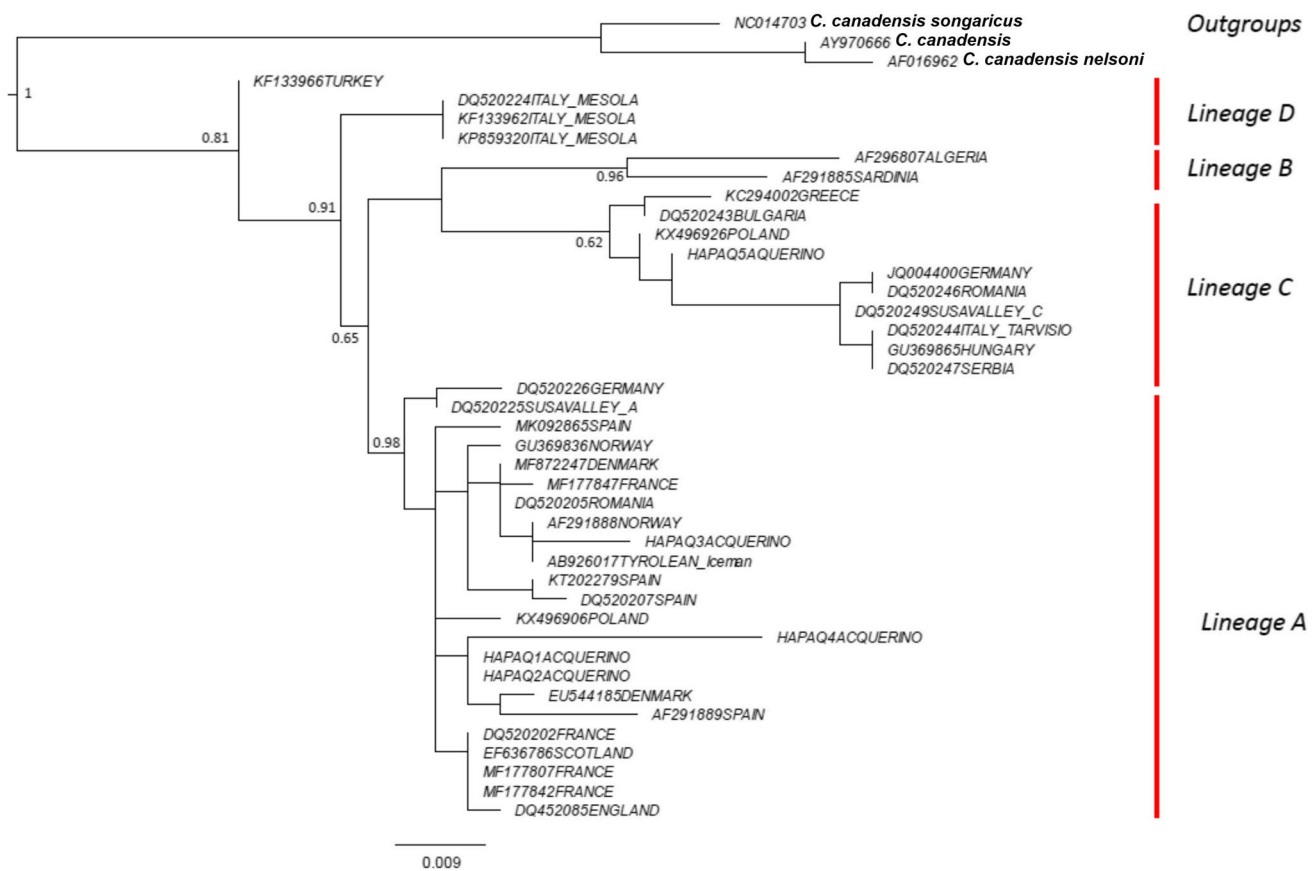 NC014703 C. canadensis songaricus
Outgroups
AY970666 C. canadensis
AF016962 C. canadensis nelsoni
KF133966TURKEY
1
DQ520224ITALY_MESOLA
KF133962ITALY_MESOLA
Lineage D
KP859320ITALY_MESOLA
0.81
AF296807ALGERIA
Lineage B
0.96
AF291885SARDINIA
KC294002GREECE
0.91
DQ520243BULGARIA
KX496926POLAND
0.62
HAPAQ5AQUERINO
JQ004400GERMANY
Lineage C
DQ520246ROMANIA
DQ520249SUSAVALLEY_C
DQ520244ITALY_TARVISIO
0.65
GU369865HUNGARY
DQ520247SERBIA
DQ520226GERMANY
DQ520225SUSAVALLEY_A
MK092865SPAIN
0.98
GU369836NORWAY
MF872247DENMARK
MF177847FRANCE
DQ520205ROMANIA
AF291888NORWAY
HAPAQ3ACQUERINO
AB926017TYROLEAN_Iceman
KT202279SPAIN
DQ520207SPAIN
KX496906POLAND
Lineage A
HAPAQ4ACQUERINO
HAPAQ1ACQUERINO
HAPAQ2ACQUERINO
EU544185DENMARK
AF291889SPAIN
DQ520202FRANCE
EF636786SCOTLAND
MF177807FRANCE
MF177842FRANCE
DQ452085ENGLAND
0.009